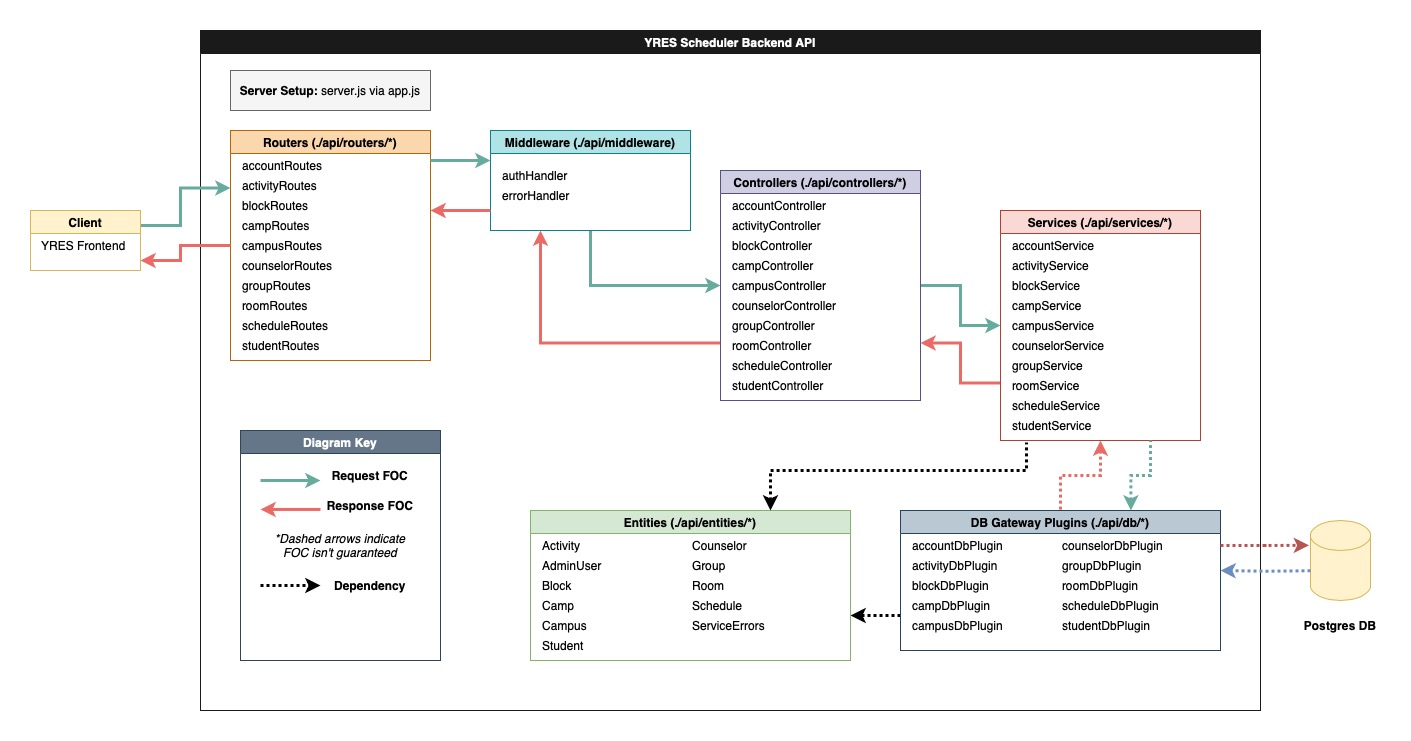 YRES Scheduler Backend API
Server Setup: server.js via app.js
Client
YRES Frontend
Routers (./api/routers/*)
accountRoutes
activityRoutes
blockRoutes
campRoutes
campusRoutes
counselorRoutes
groupRoutes
roomRoutes
scheduleRoutes
studentRoutes
Middleware (./api/middleware)
authHandler
errorHandler
Controllers (./api/controllers/*)
accountController
activityController
blockController
campController
campusController
counselorController
groupController
roomController
scheduleController
studentController
Services (./api/services/*)
accountService
activityService
blockService
campService
campusService
counselorService
groupService
roomService
scheduleService
studentService
Diagram Key
Request FOC
Response FOC
*Dashed arrows indicate
FOC isn't guaranteed
Dependency
Entities (./api/entities/*)
Activity
AdminUser
Block
Camp
Campus
Student
Counselor
Group
Room
Schedule
ServiceErrors
DB Gateway Plugins (./api/db/*)
accountDbPlugin
activityDbPlugin
blockDbPlugin
campDbPlugin
campusDbPlugin
counselorDbPlugin
groupDbPlugin
roomDbPlugin
scheduleDbPlugin
studentDbPlugin
Postgres DB